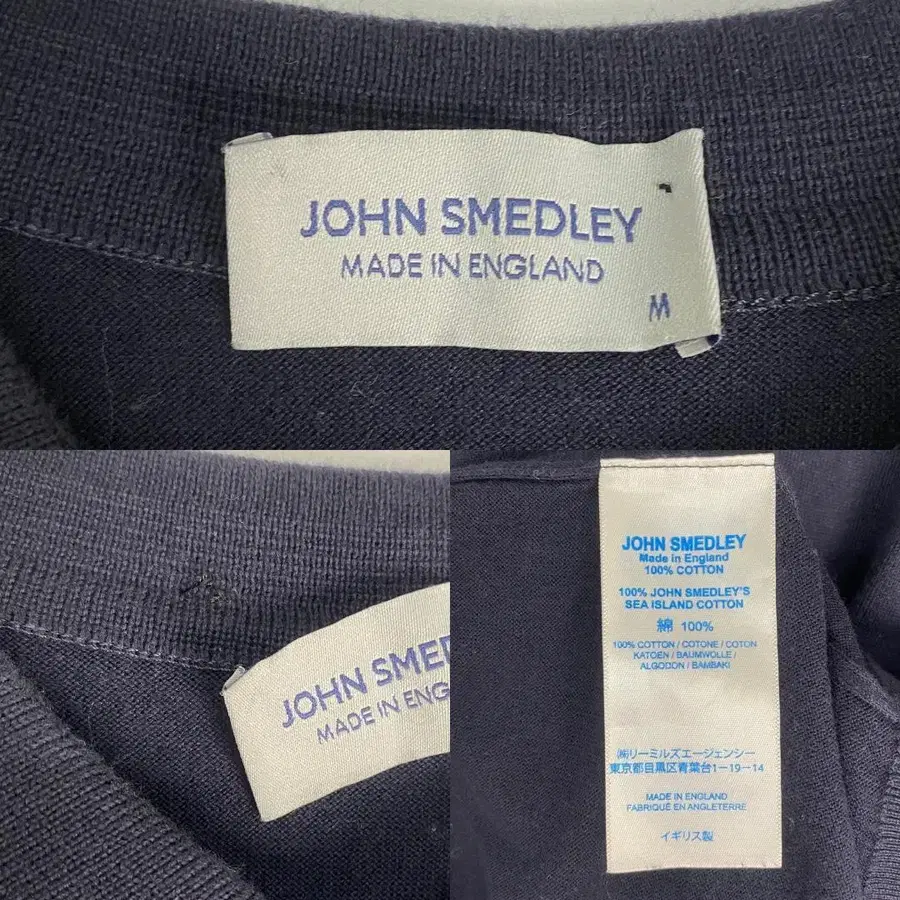 JOHN SMEDLEY
MADE IN ENGLAND
M
JOHN SMED
MADE IN ENG
JOHN SMEDLEY
Made in England
100% COTTON
100% JOHN SMEDLEY'S
SEA ISLAND COTTON
綿 100%
100% COTTON / COTONE / COTON
KATOEN / BAUMWOLLE /
ALGODON / BAMBAKI
㈱リーミルズエージェンシー
東京都目黒区青葉台1-19-14
MADE IN ENGLAND
FABRIQUÉ EN ANGLETERRE
イギリス製